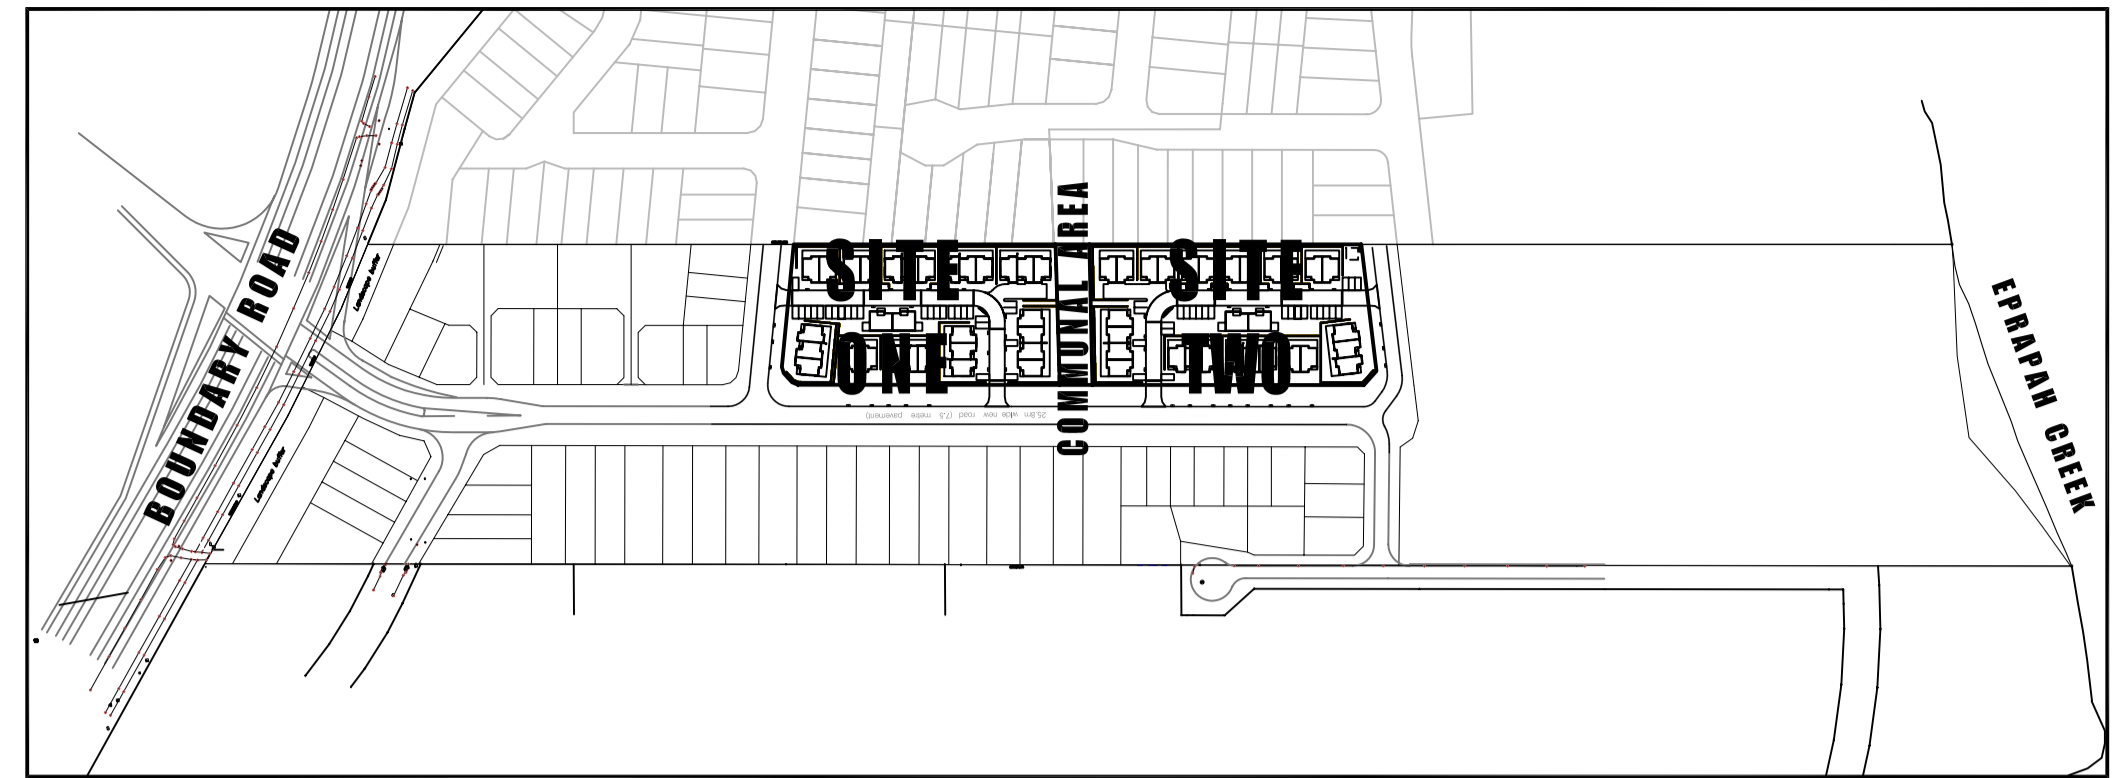 BOUNDARY ROAD
Landscape buffer
Landscape buffer
SITE
ONE
COMMUNAL AREA
SITE
TWO
25.8m wide new road (7.5 metre pavement)
EPRAPAH CREEK